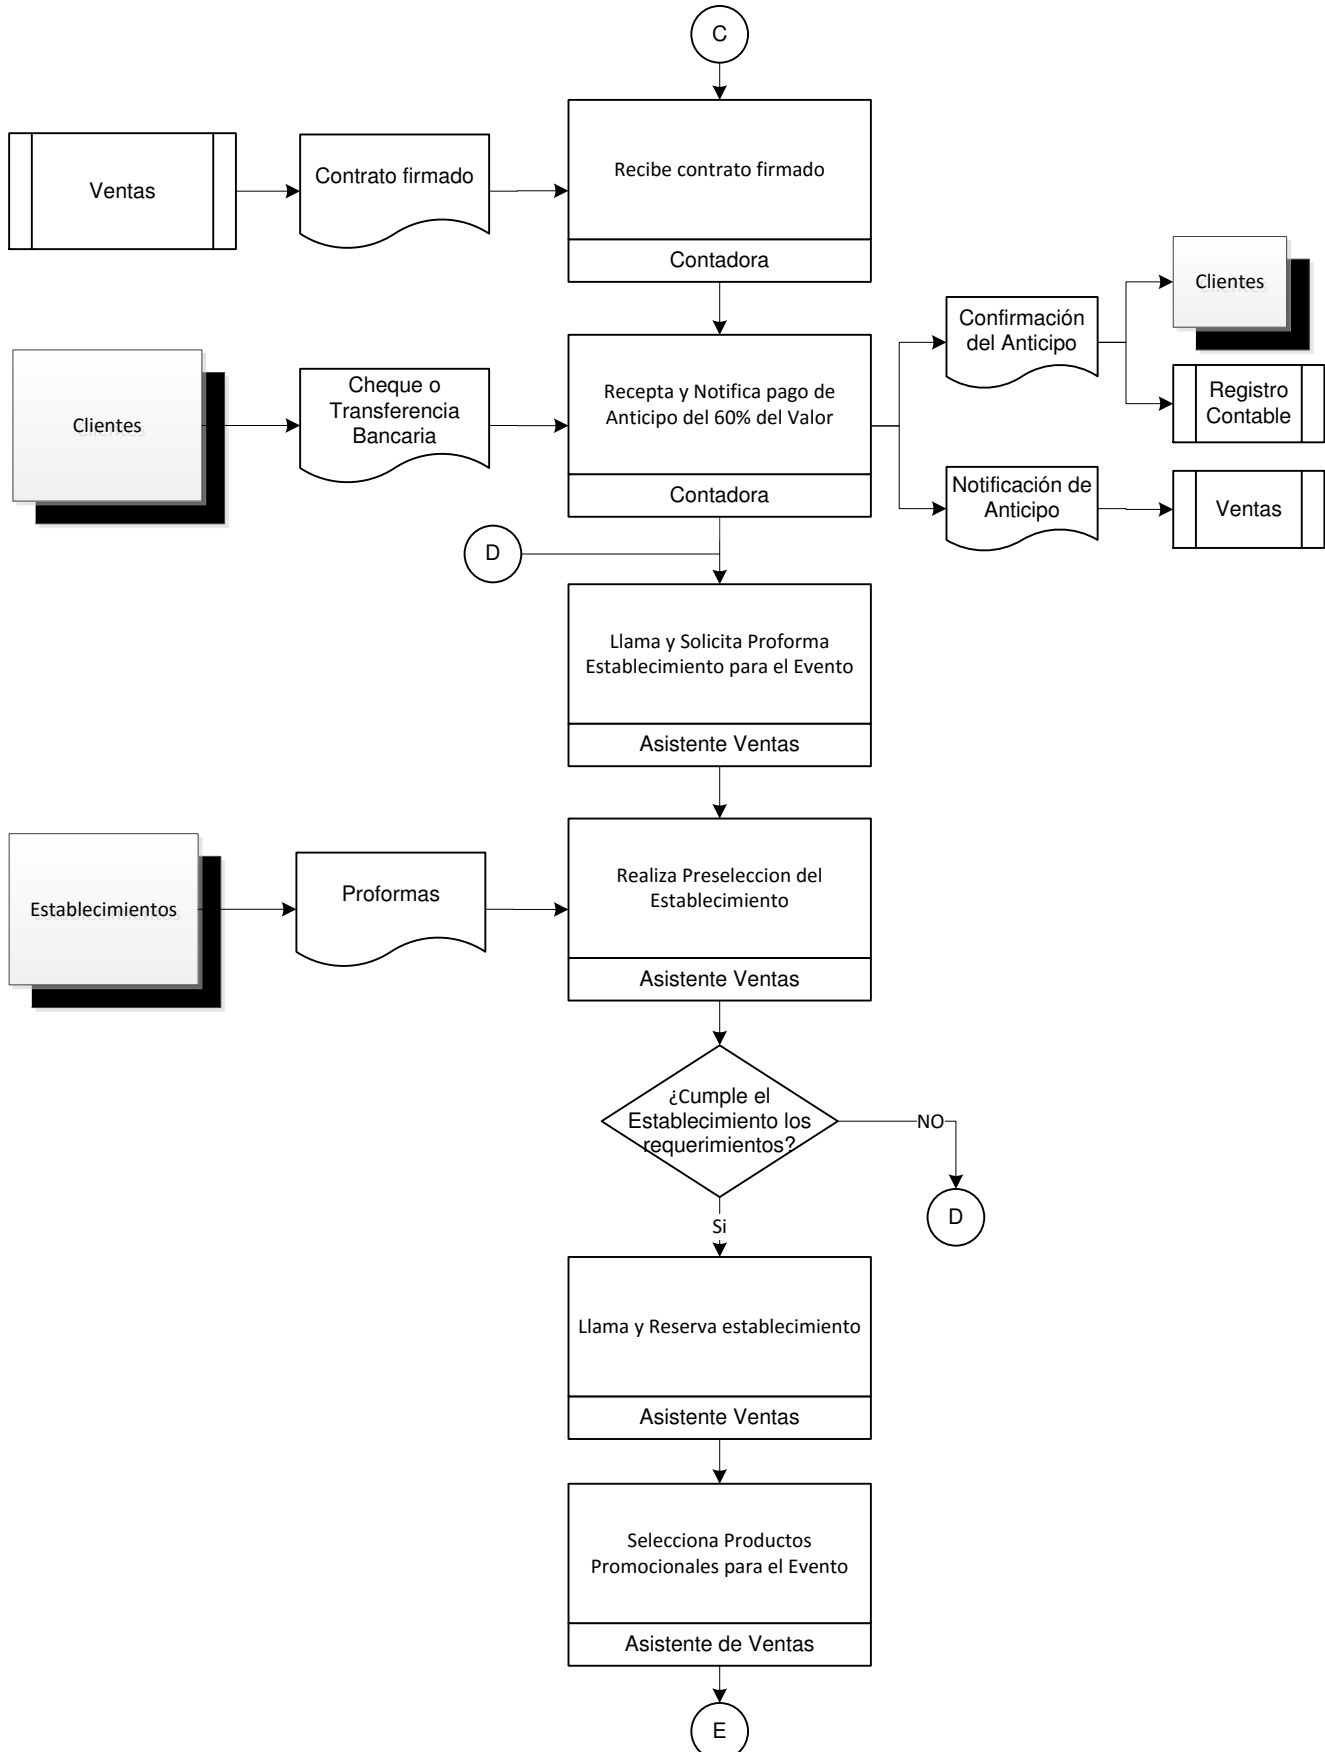 C
Ventas
Contrato firmado
Recibe contrato firmado
Contadora
Clientes
Cheque o
Transferencia
Bancaria
Recepta y Notifica pago de
Anticipo del 60% del Valor
Contadora
Confirmación
del Anticipo
Clientes
Registro
Contable
Notificación de
Anticipo
Ventas
D
Llama y Solicita Proforma
Establecimiento para el Evento
Asistente Ventas
Establecimientos
Proformas
Realiza Preseleccion del
Establecimiento
Asistente Ventas
¿Cumple el
Establecimiento los
requerimientos?
NO
D
Si
Llama y Reserva establecimiento
Asistente Ventas
Selecciona Productos
Promocionales para el Evento
Asistente de Ventas
E